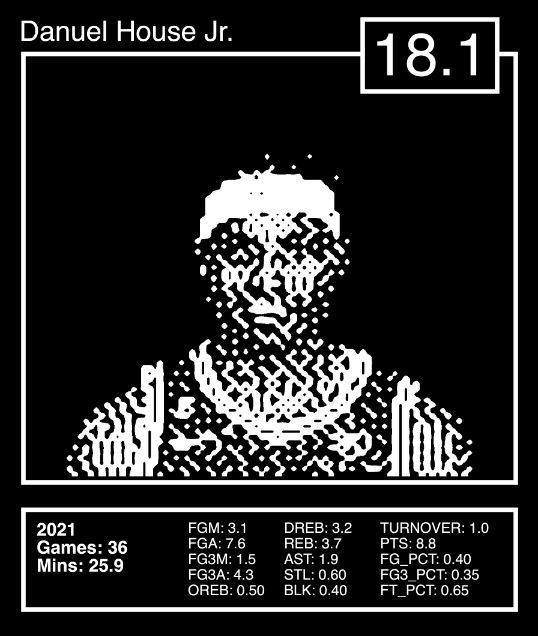 Danuel House Jr.
18.1
2021
Games: 36
Mins: 25.9
FGM: 3.1
FGA: 7.6
FG3M: 1.5
FG3A: 4.3
OREB: 0.50
DREB: 3.2
REB: 3.7
AST: 1.9
STL: 0.60
BLK: 0.40
TURNOVER: 1.0
PTS: 8.8
FG_PCT: 0.40
FG3_PCT: 0.35
FT_PCT: 0.65